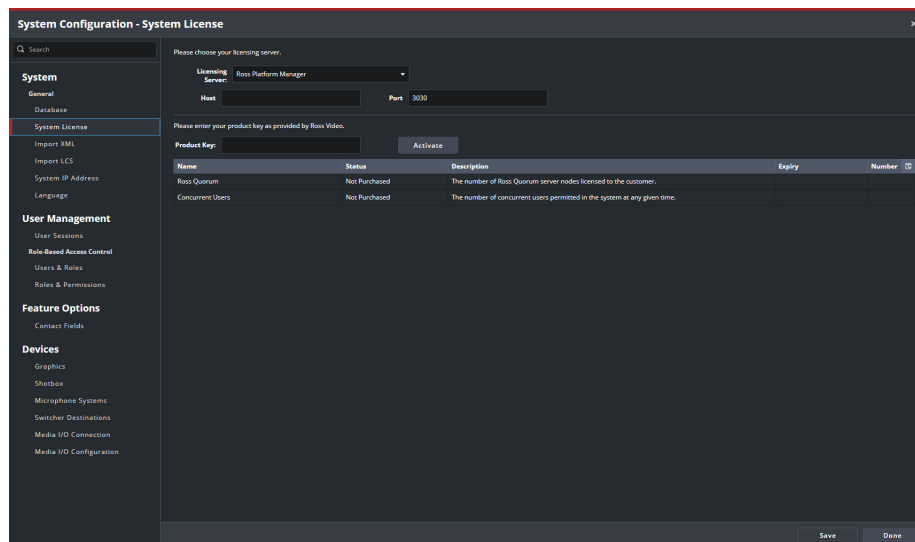 System Configuration - System License
×
Search
System
General
Database
System License
Import XML
Import LCS
System IP Address
Language
User Management
User Sessions
Role-Based Access Control
Users & Roles
Roles & Permissions
Feature Options
Contact Fields
Devices
Graphics
Shotbox
Microphone Systems
Switcher Destinations
Media I/O Connection
Media I/O Configuration
Please choose your licensing server.
Licensing Server: Ross Platform Manager
Host Port 3030
Please enter your product key as provided by Ross Video.
Product Key: Activate
Name Status Description Expiry Number
Ross Quorum Not Purchased The number of Ross Quorum server nodes licensed to the customer.
Concurrent Users Not Purchased The number of concurrent users permitted in the system at any given time.
Save Done